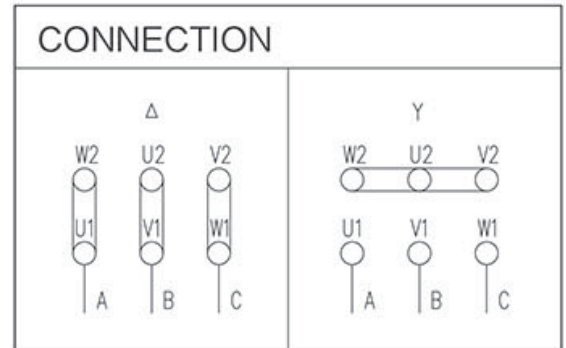 CONNECTION
Δ
W2 U2 V2
U1 V1 W1
A B C
Y
W2 U2 V2
U1 V1 W1
A B C